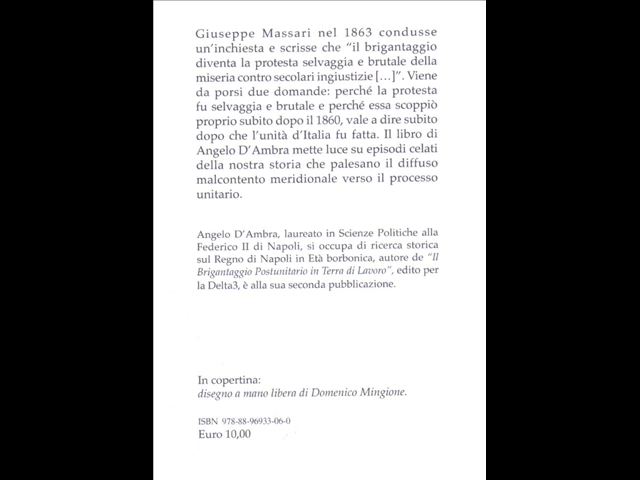 Giuseppe Massari nel 1863 condusse
un'inchiesta e scrisse che "il brigantaggio
diventa la protesta selvaggia e brutale della
miseria contro secolari ingiustizie [...]". Viene
da porsi due domande: perché la protesta
fu selvaggia e brutale e perché essa scoppiò
proprio subito dopo il 1860, vale a dire subito
dopo che l'unità d'Italia fu fatta. Il libro di
Angelo D'Ambra mette luce su episodi celati
della nostra storia che palesano il diffuso
malcontento meridionale verso il processo
unitario.
Angelo D'Ambra, laureato in Scienze Politiche alla
Federico II di Napoli, si occupa di ricerca storica
sul Regno di Napoli in Età borbonica, autore de "Il
Brigantaggio Postunitario in Terra di Lavoro", edito per
la Delta3, è alla sua seconda pubblicazione.
In copertina:
disegno a mano libera di Domenico Mingione.
ISBN 978-88-96933-06-0
Euro 10,00